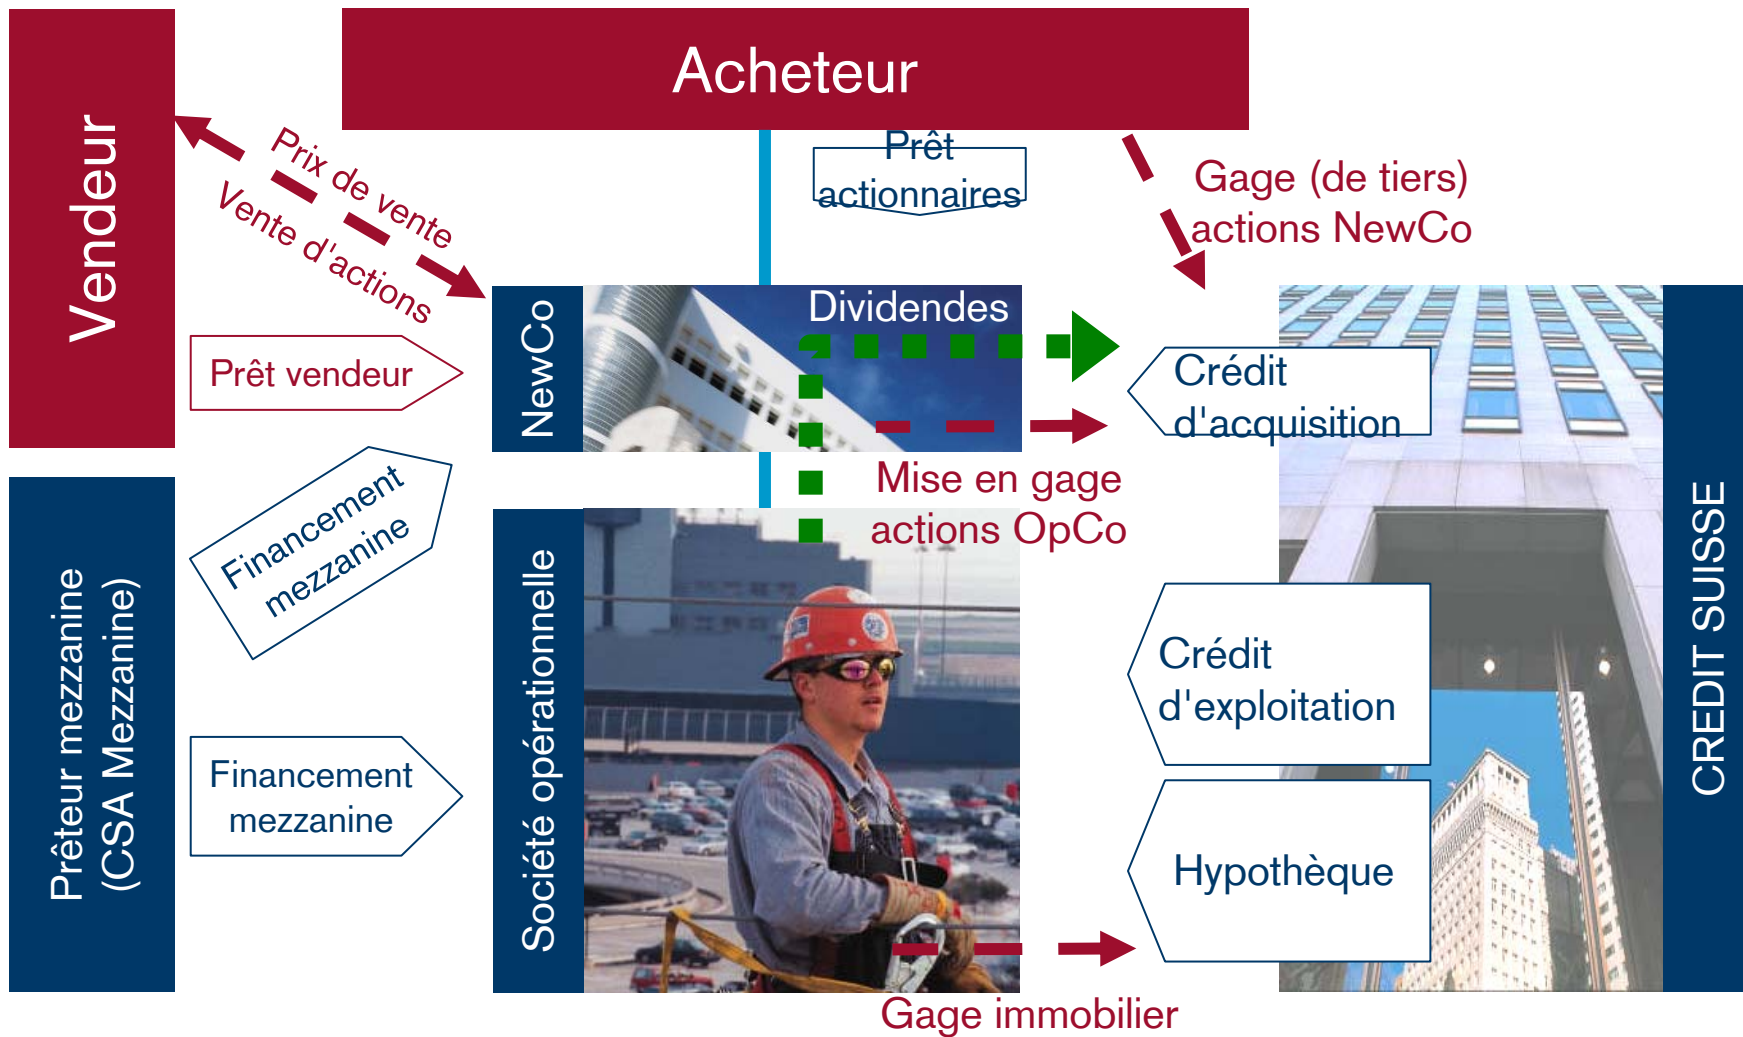 Acheteur
Vendeur
Prix de vente
Vente d'actions
Prêt
actionnaires
Gage (de tiers)
actions NewCo
Prêt vendeur
NewCo
Dividendes
Crédit
d'acquisition
Mise en gage
actions OpCo
Financement
mezzanine
Prêteur mezzanine
(CSA Mezzanine)
Financement
mezzanine
Société opérationnelle
Crédit
d'exploitation
Hypothèque
CREDIT SUISSE
Gage immobilier